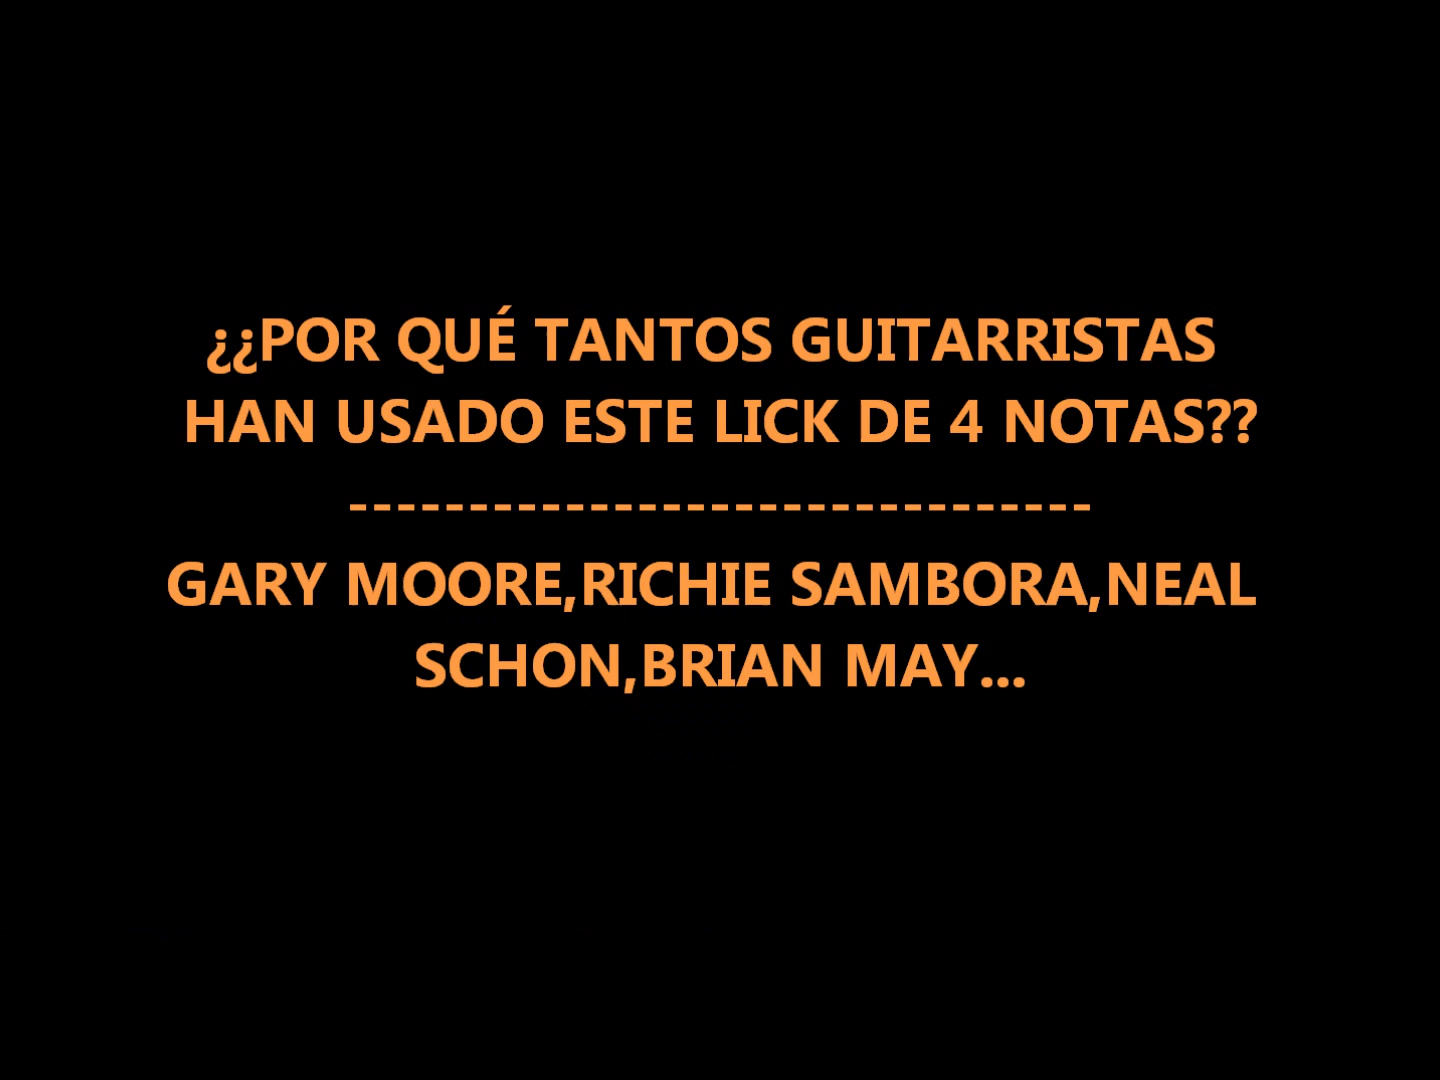 ¿¿POR QUÉ TANTOS GUITARRISTAS
HAN USADO ESTE LICK DE 4 NOTAS??
-------------------------------
GARY MOORE,RICHIE SAMBORA,NEAL
SCHON,BRIAN MAY...